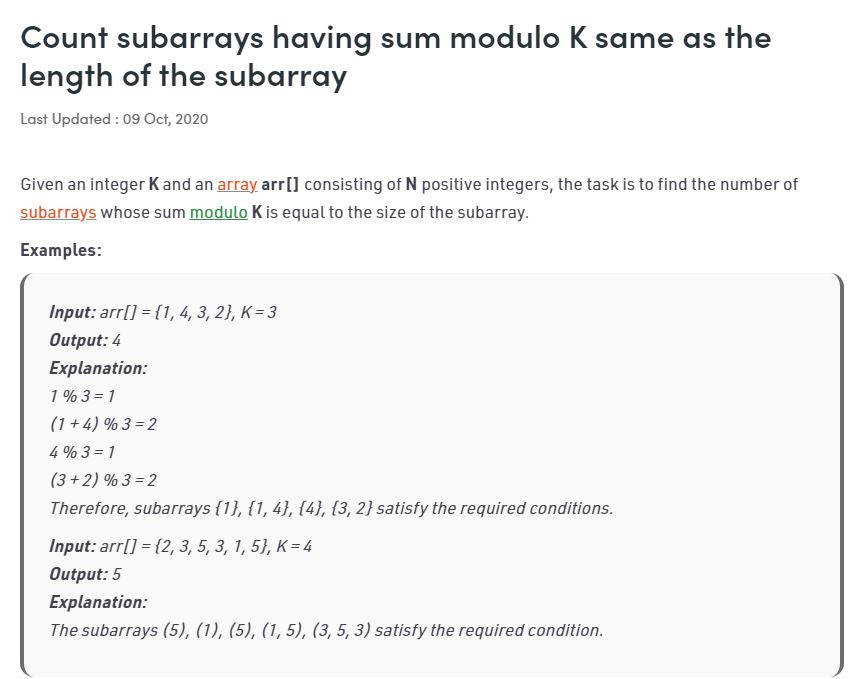 Count subarrays having sum modulo K same as the
length of the subarray
Last Updated : 09 Oct, 2020
Given an integer K and an array arr[] consisting of N positive integers, the task is to find the number of
subarrays whose sum modulo K is equal to the size of the subarray.
Examples:
Input: arr[] = {1, 4, 3, 2}, K = 3
Output: 4
Explanation:
1 % 3 = 1
(1 + 4) % 3 = 2
4 % 3 = 1
(3 + 2) % 3 = 2
Therefore, subarrays {1}, {1, 4}, {4}, {3, 2} satisfy the required conditions.
Input: arr[] = {2, 3, 5, 3, 1, 5}, K = 4
Output: 5
Explanation:
The subarrays (5), (1), (5), (1, 5), (3, 5, 3) satisfy the required condition.